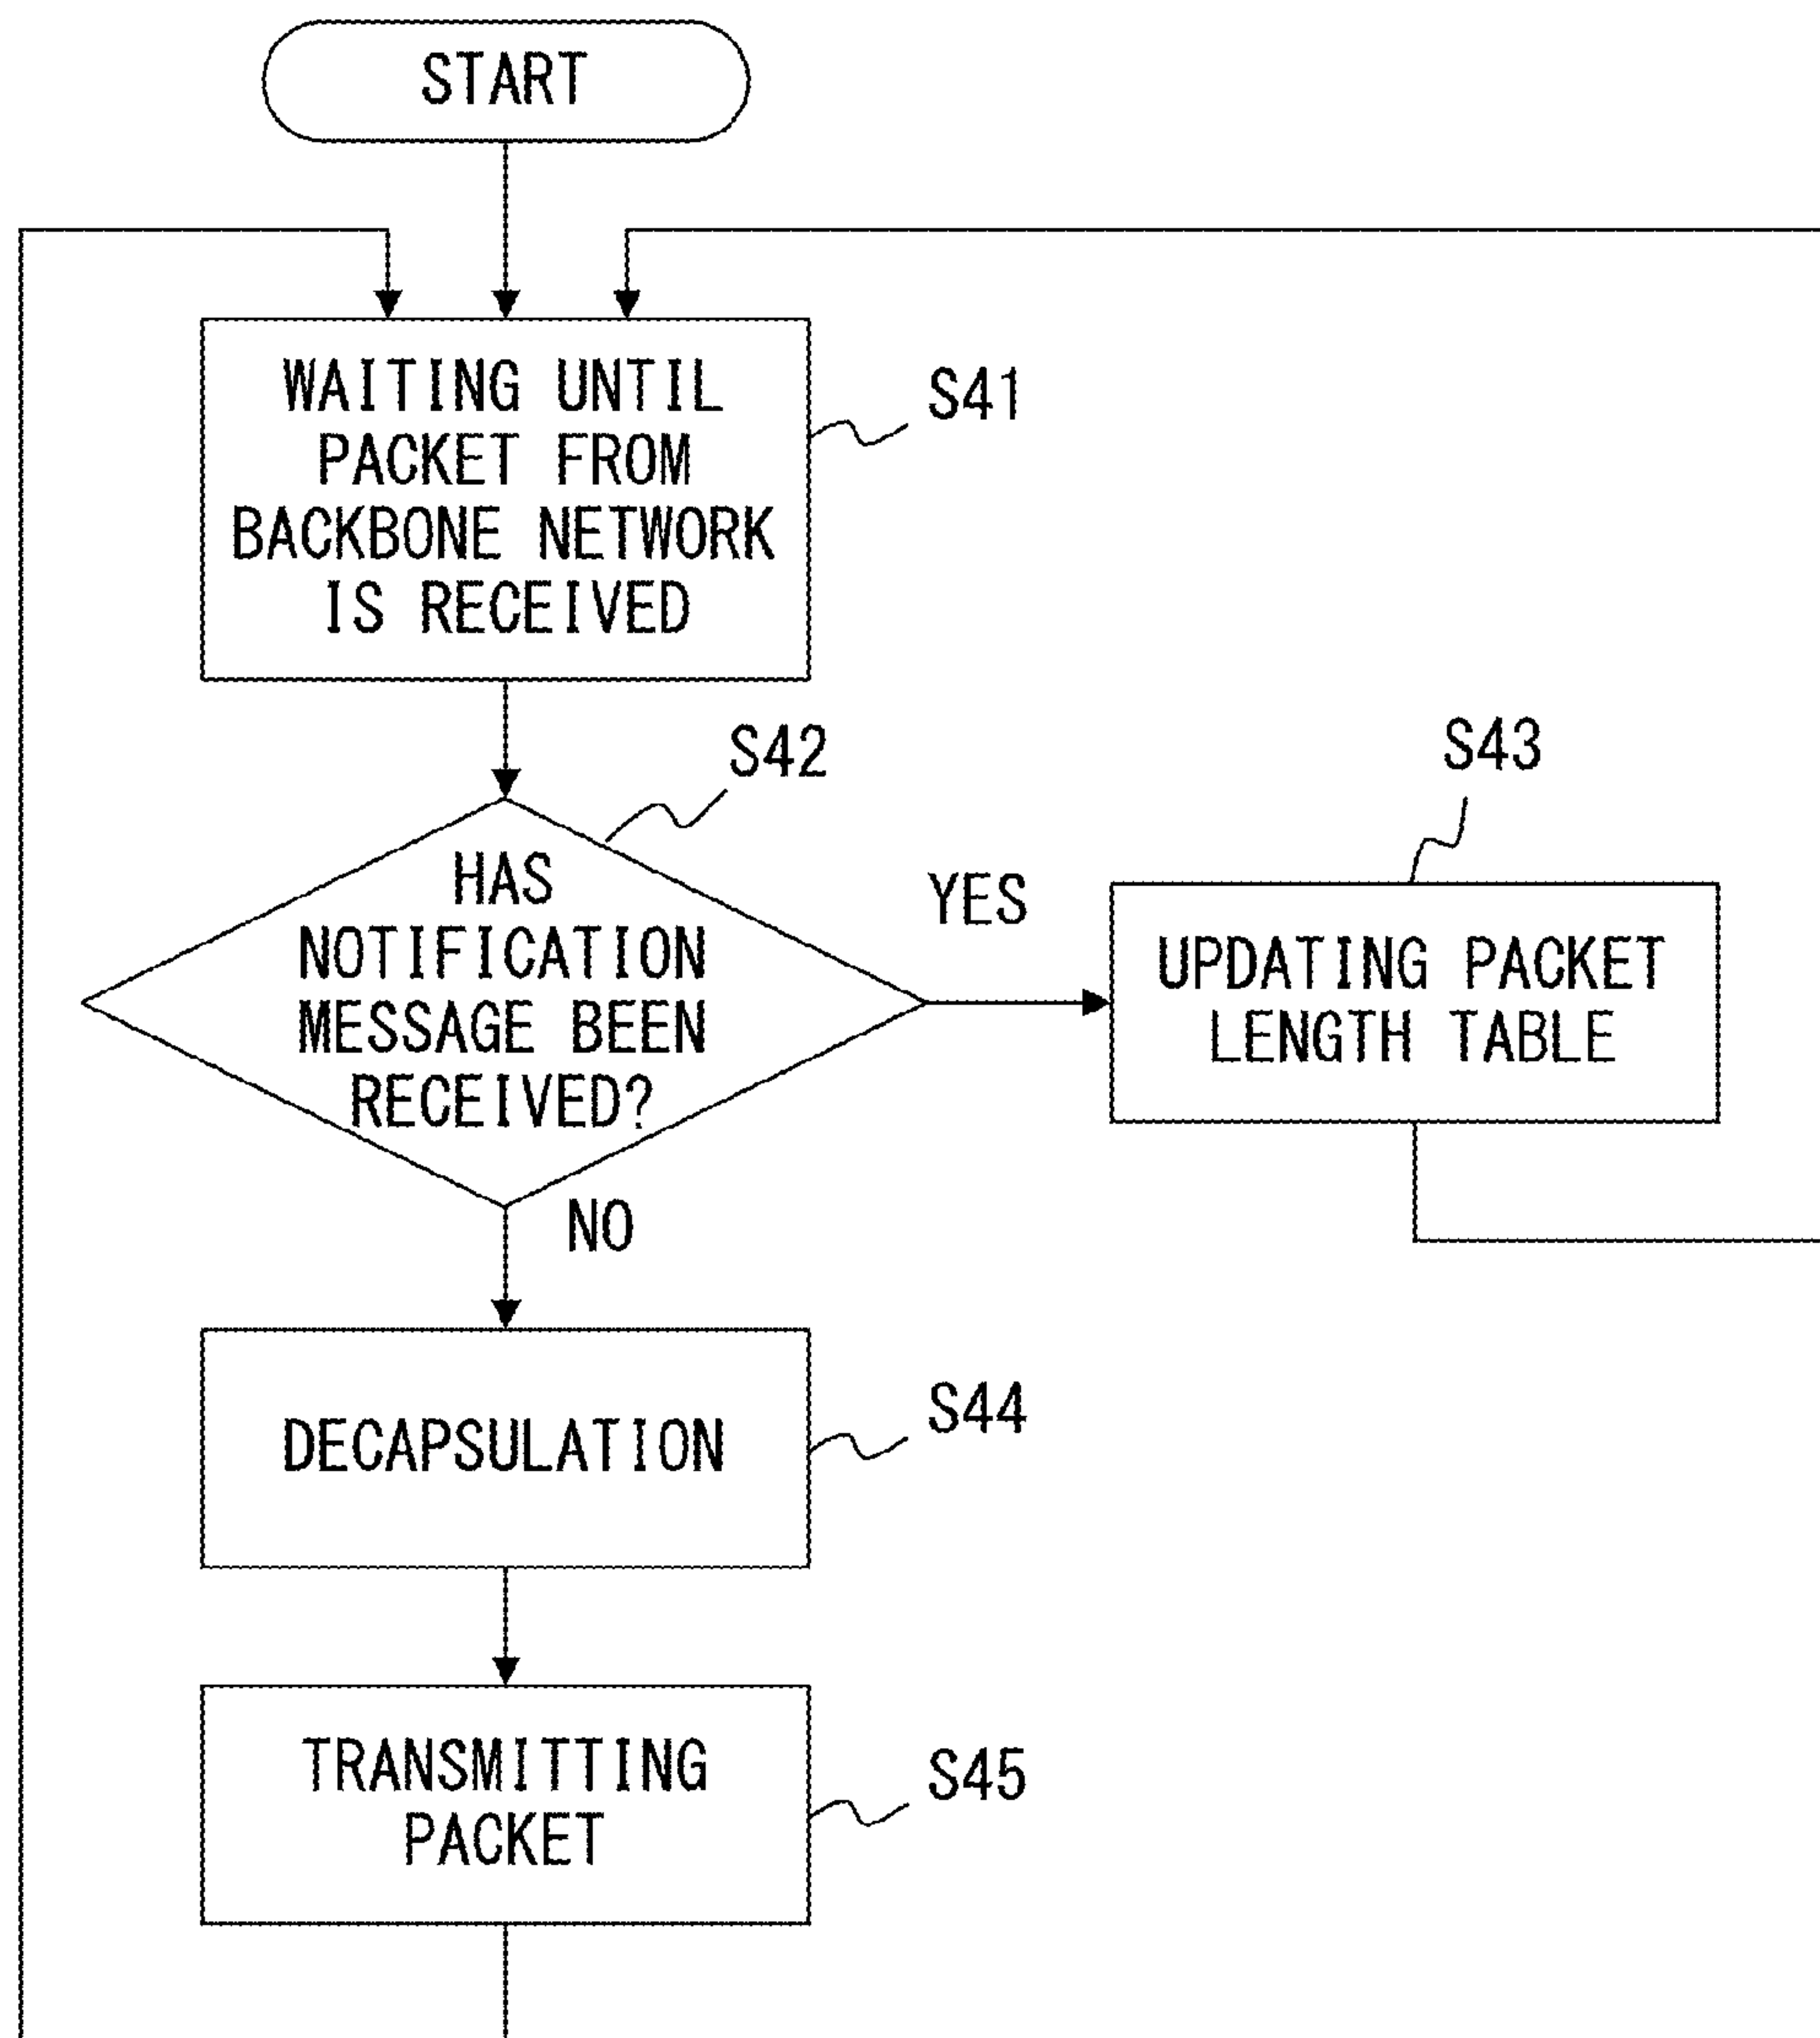 START
WAITING UNTIL
PACKET FROM
BACKBONE NETWORK
IS RECEIVED
S41
S42
HAS
NOTIFICATION
MESSAGE BEEN
RECEIVED?
YES
S43
UPDATING PACKET
LENGTH TABLE
NO
DECAPSULATION
S44
TRANSMITTING
PACKET
S45